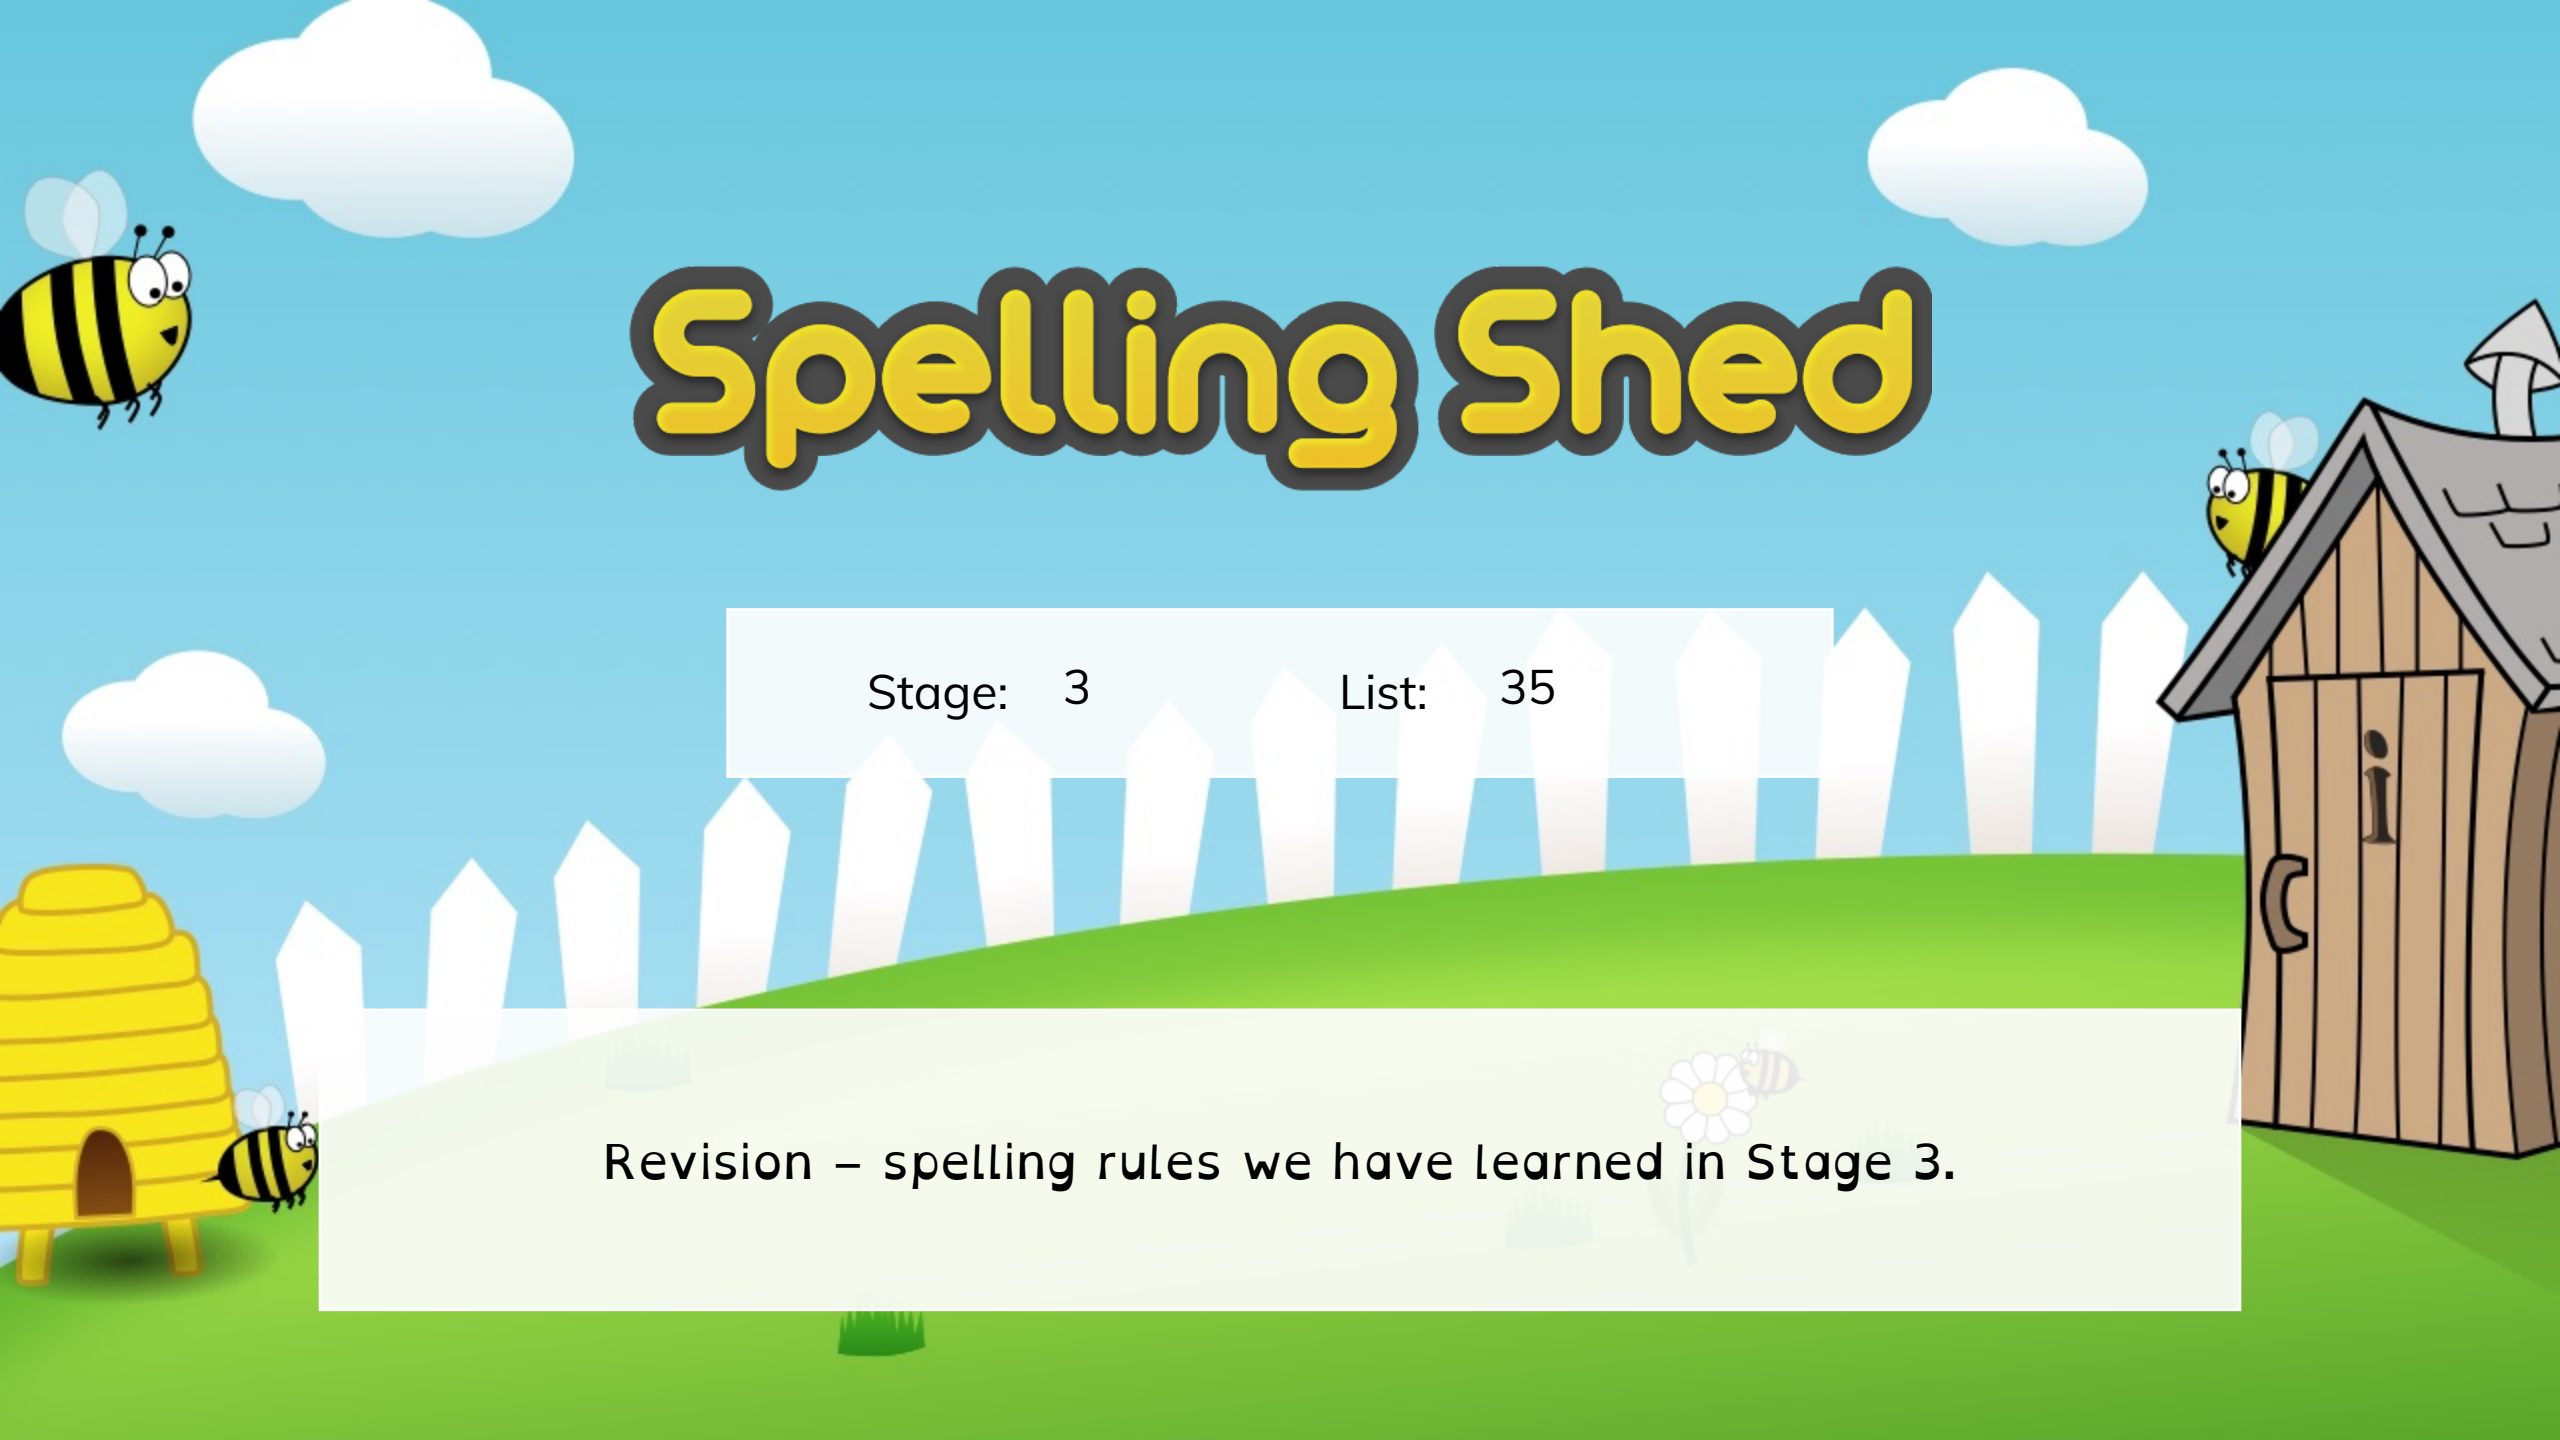 Spelling Shed
Stage: 3 List: 35
i
Revision – spelling rules we have learned in Stage 3.